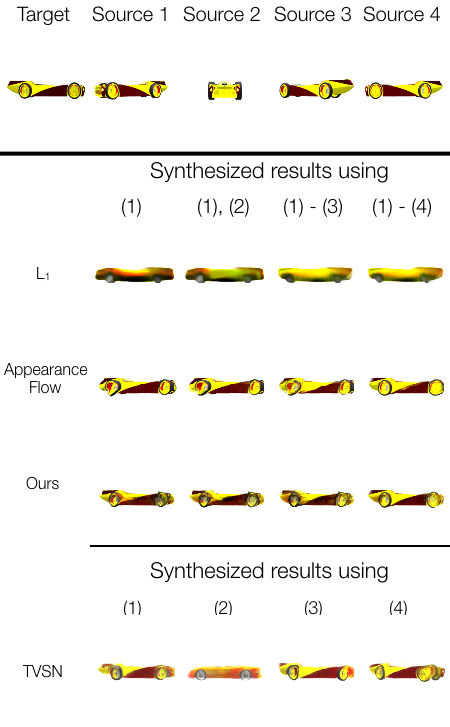 Target Source 1 Source 2 Source 3 Source 4
Synthesized results using
(1) (1), (2) (1) - (3) (1) - (4)
L₁
Appearance
Flow
Ours
Synthesized results using
(1) (2) (3) (4)
TVSN